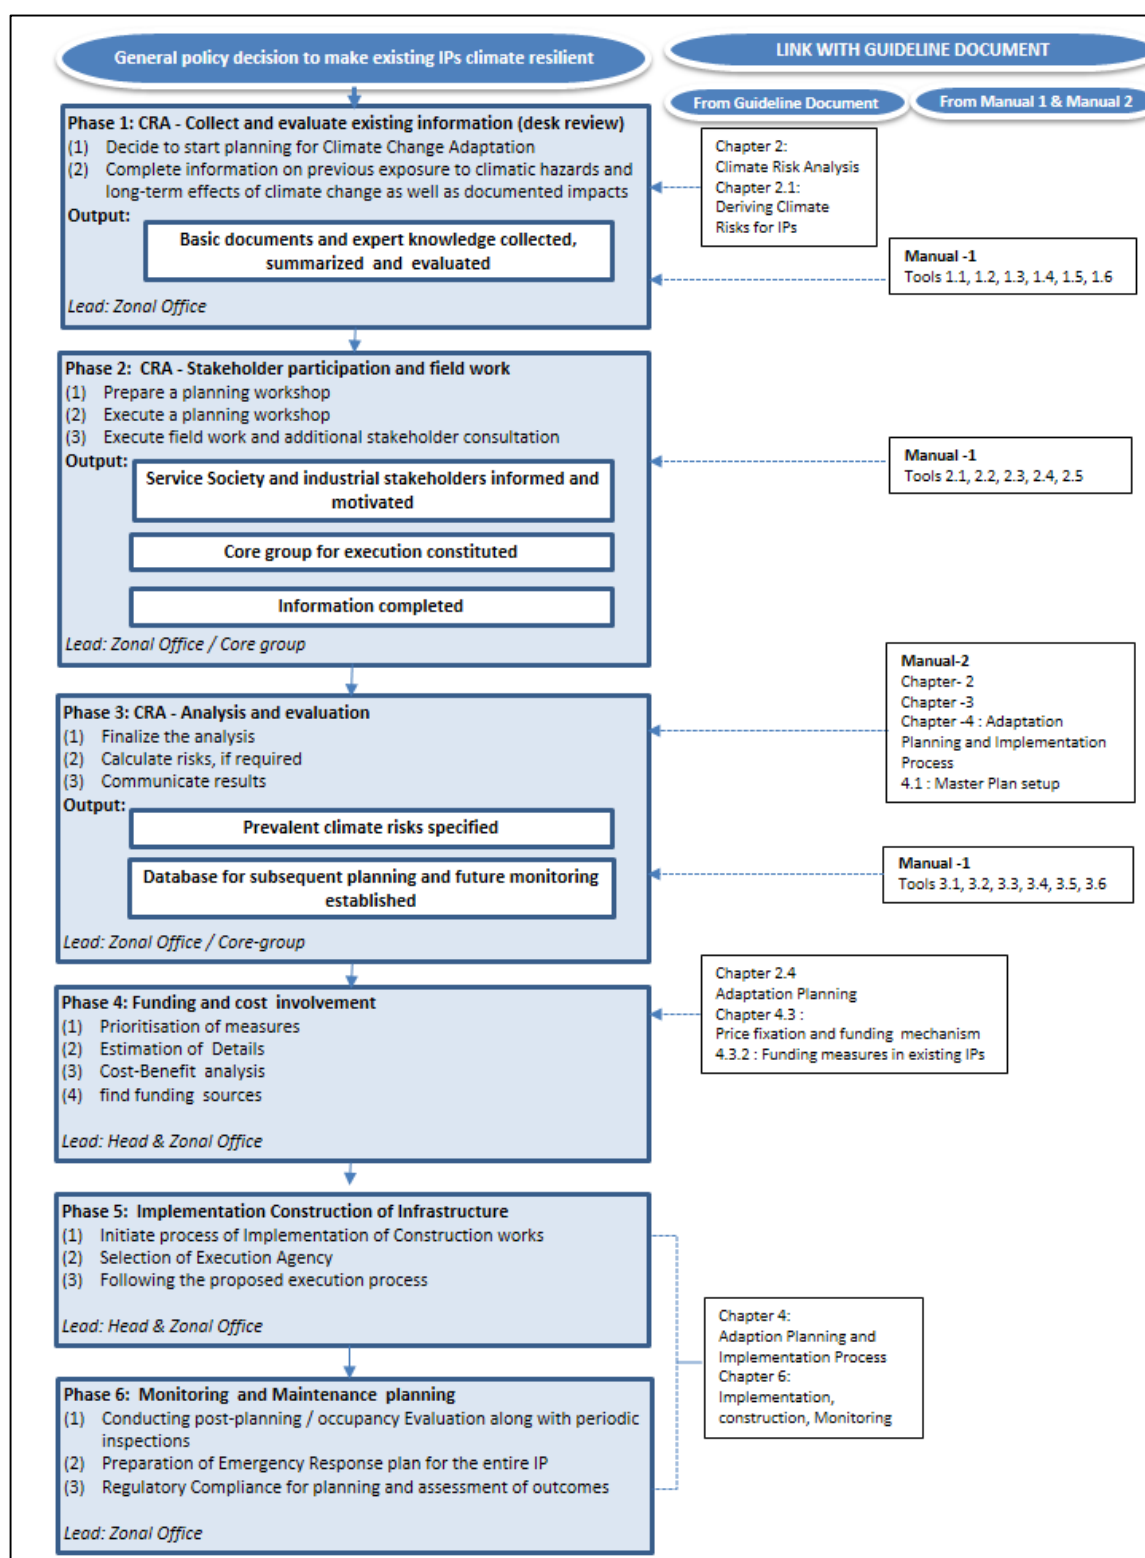 General policy decision to make existing IPs climate resilient
LINK WITH GUIDELINE DOCUMENT
From Guideline Document
From Manual 1 & Manual 2
Phase 1: CRA - Collect and evaluate existing information (desk review)
(1) Decide to start planning for Climate Change Adaptation
(2) Complete information on previous exposure to climatic hazards and
long-term effects of climate change as well as documented impacts
Output:
Basic documents and expert knowledge collected,
summarized and evaluated
Lead: Zonal Office
Chapter 2:
Climate Risk Analysis
Chapter 2.1:
Deriving Climate
Risks for IPs
Manual -1
Tools 1.1, 1.2, 1.3, 1.4, 1.5, 1.6
Phase 2: CRA - Stakeholder participation and field work
(1) Prepare a planning workshop
(2) Execute a planning workshop
(3) Execute field work and additional stakeholder consultation
Output:
Service Society and industrial stakeholders informed and
motivated
Core group for execution constituted
Information completed
Lead: Zonal Office / Core group
Manual -1
Tools 2.1, 2.2, 2.3, 2.4, 2.5
Phase 3: CRA - Analysis and evaluation
(1) Finalize the analysis
(2) Calculate risks, if required
(3) Communicate results
Output:
Prevalent climate risks specified
Database for subsequent planning and future monitoring
established
Lead: Zonal Office / Core-group
Manual-2
Chapter- 2
Chapter -3
Chapter -4 : Adaptation
Planning and Implementation
Process
4.1 : Master Plan setup
Manual -1
Tools 3.1, 3.2, 3.3, 3.4, 3.5, 3.6
Phase 4: Funding and cost involvement
(1) Prioritisation of measures
(2) Estimation of Details
(3) Cost-Benefit analysis
(4) find funding sources
Lead: Head & Zonal Office
Chapter 2.4
Adaptation Planning
Chapter 4.3 :
Price fixation and funding mechanism
4.3.2 : Funding measures in existing IPs
Phase 5: Implementation Construction of Infrastructure
(1) Initiate process of Implementation of Construction works
(2) Selection of Execution Agency
(3) Following the proposed execution process
Lead: Head & Zonal Office
Phase 6: Monitoring and Maintenance planning
(1) Conducting post-planning / occupancy Evaluation along with periodic
inspections
(2) Preparation of Emergency Response plan for the entire IP
(3) Regulatory Compliance for planning and assessment of outcomes
Lead: Zonal Office
Chapter 4:
Adaption Planning and
Implementation Process
Chapter 6:
Implementation,
construction, Monitoring